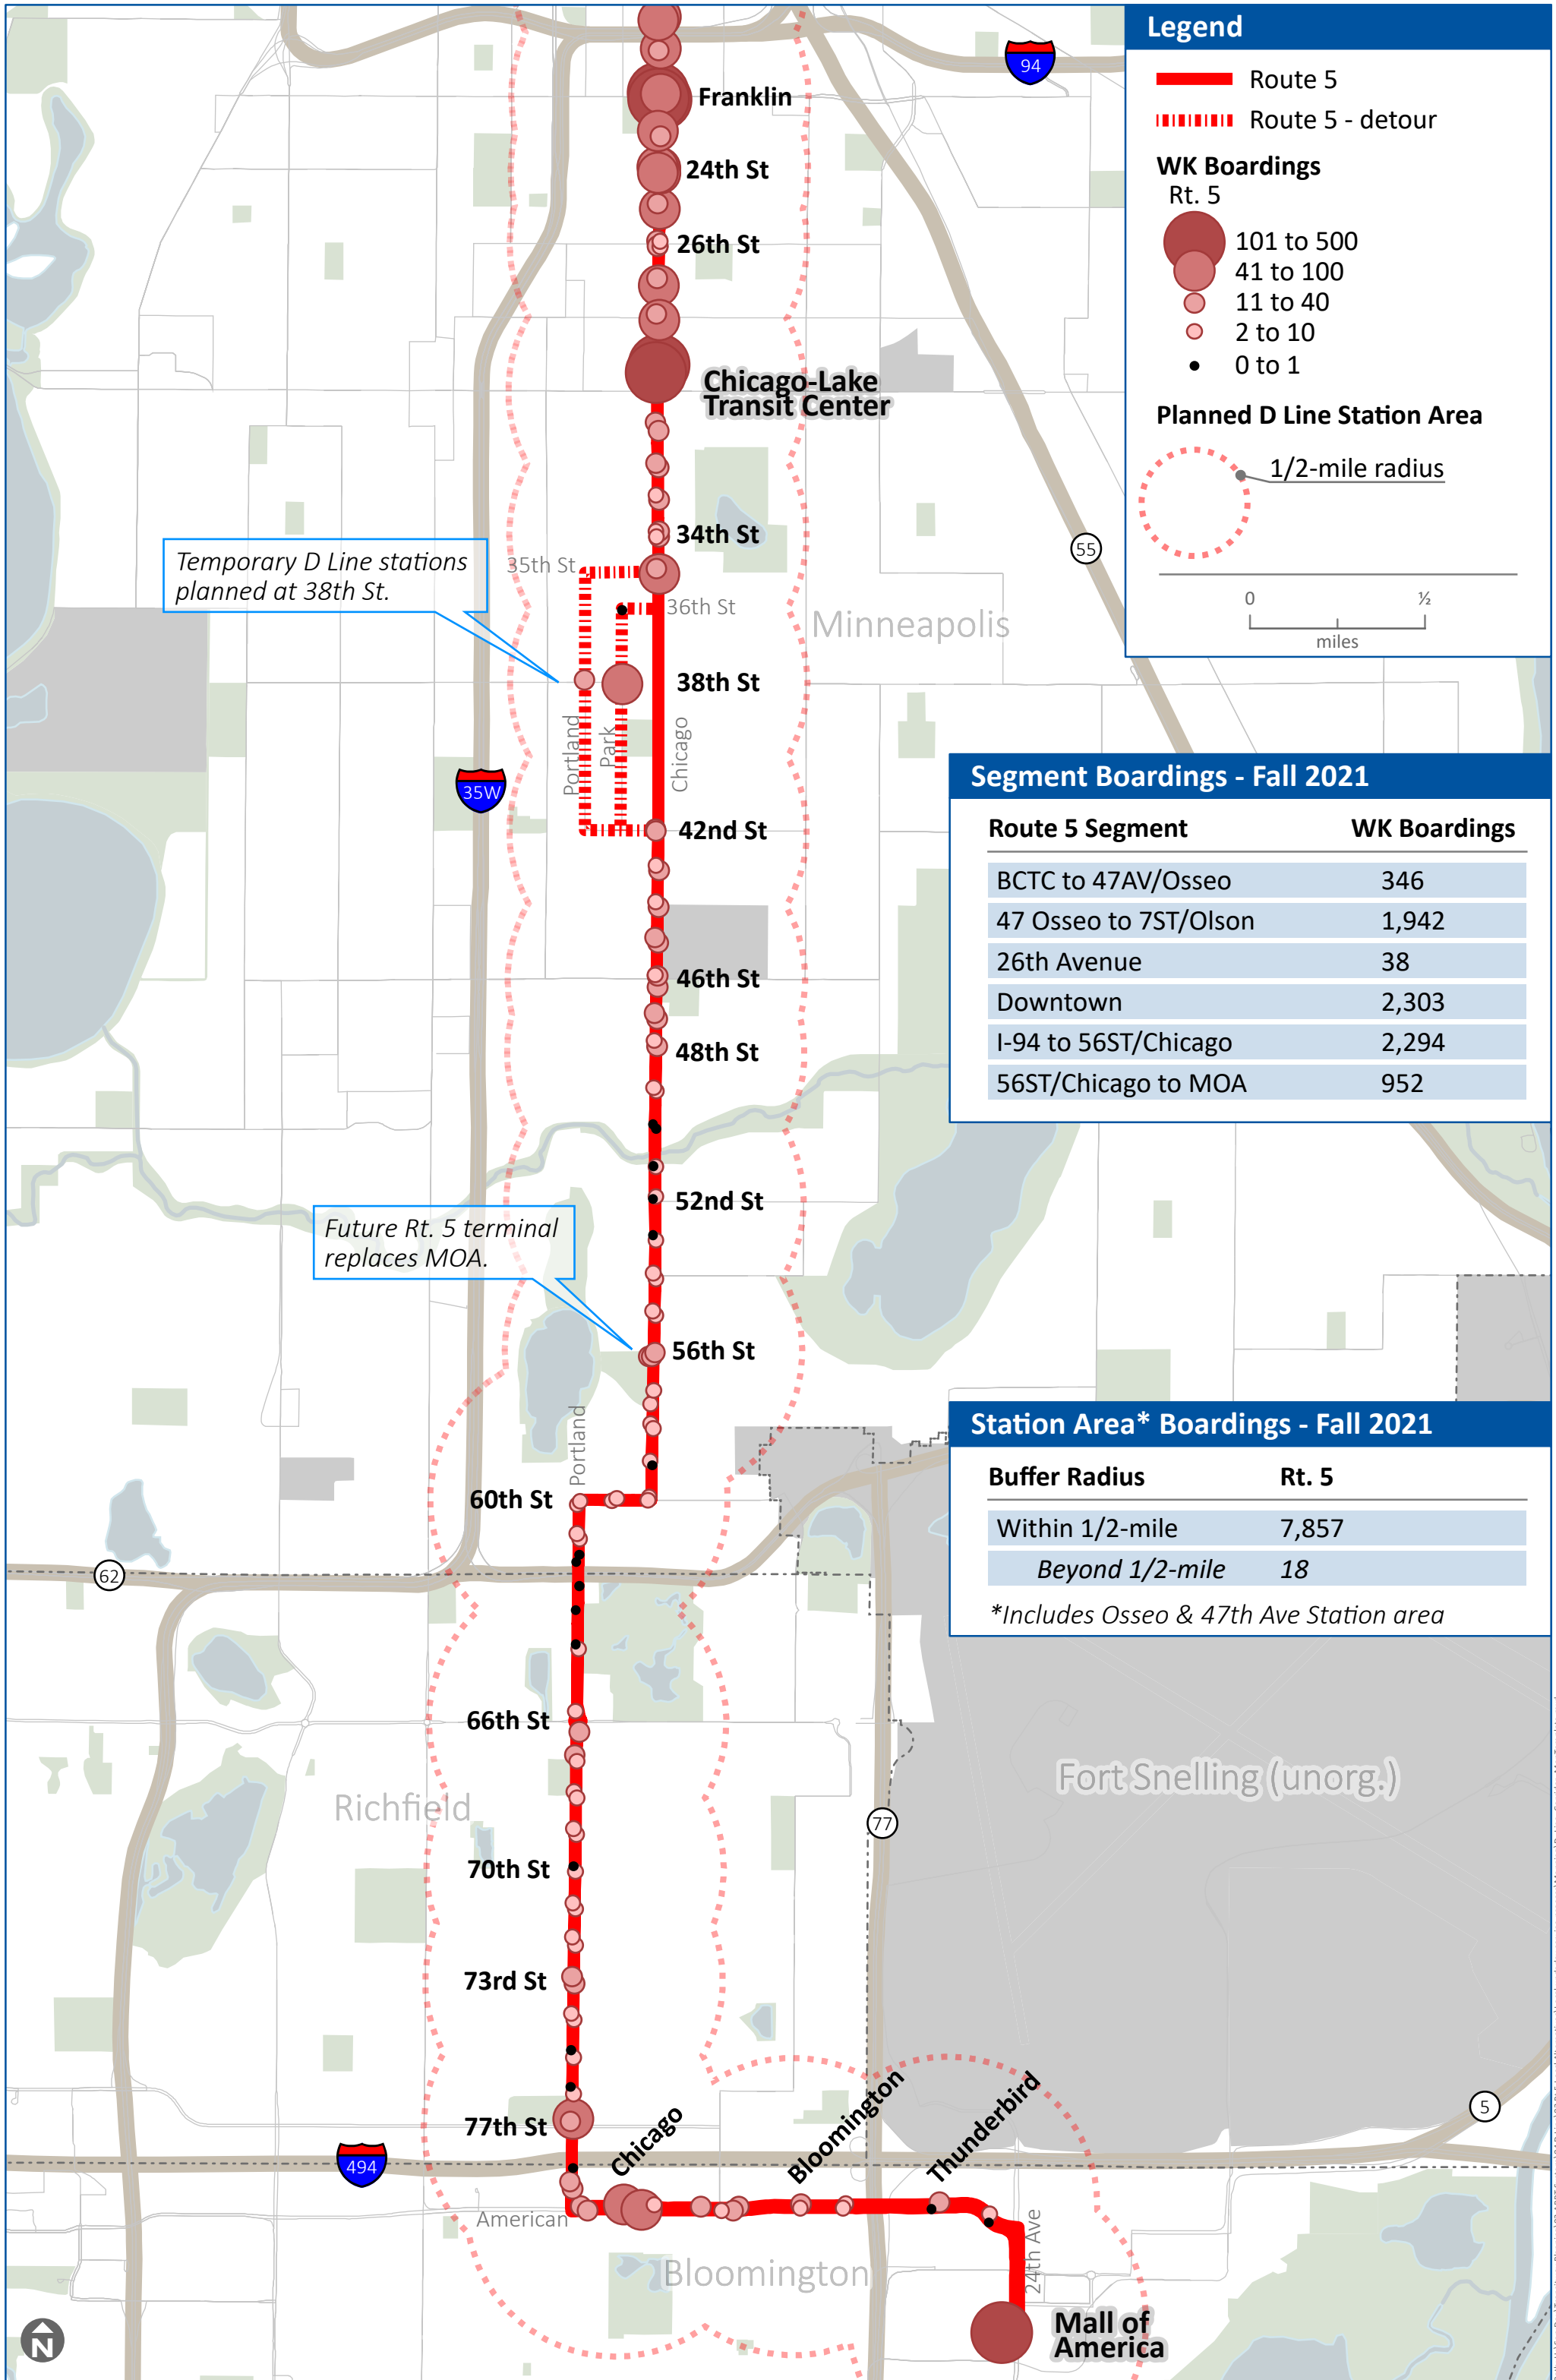 Legend
Route 5
Route 5 - detour
WK Boardings
Rt. 5
101 to 500
41 to 100
11 to 40
2 to 10
0 to 1
Planned D Line Station Area
1/2-mile radius
0 ½
miles
94
Franklin
24th St
26th St
Chicago-Lake
Transit Center
34th St
55
Temporary D Line stations
planned at 38th St.
35th St
36th St
Minneapolis
38th St
Portland
Park
Chicago
35W
42nd St
46th St
48th St
52nd St
Future Rt. 5 terminal
replaces MOA.
56th St
Portland
60th St
62
66th St
Richfield
70th St
73rd St
77th St
494
Chicago
Bloomington
Thunderbird
American
Bloomington
24th Ave
Mall of
America
77
5
Fort Snelling (unorg.)
N
Segment Boardings - Fall 2021
Route 5 Segment WK Boardings
BCTC to 47AV/Osseo 346
47 Osseo to 7ST/Olson 1,942
26th Avenue 38
Downtown 2,303
I-94 to 56ST/Chicago 2,294
56ST/Chicago to MOA 952
Station Area* Boardings - Fall 2021
Buffer Radius Rt. 5
Within 1/2-mile 7,857
Beyond 1/2-mile 18
*Includes Osseo & 47th Ave Station area